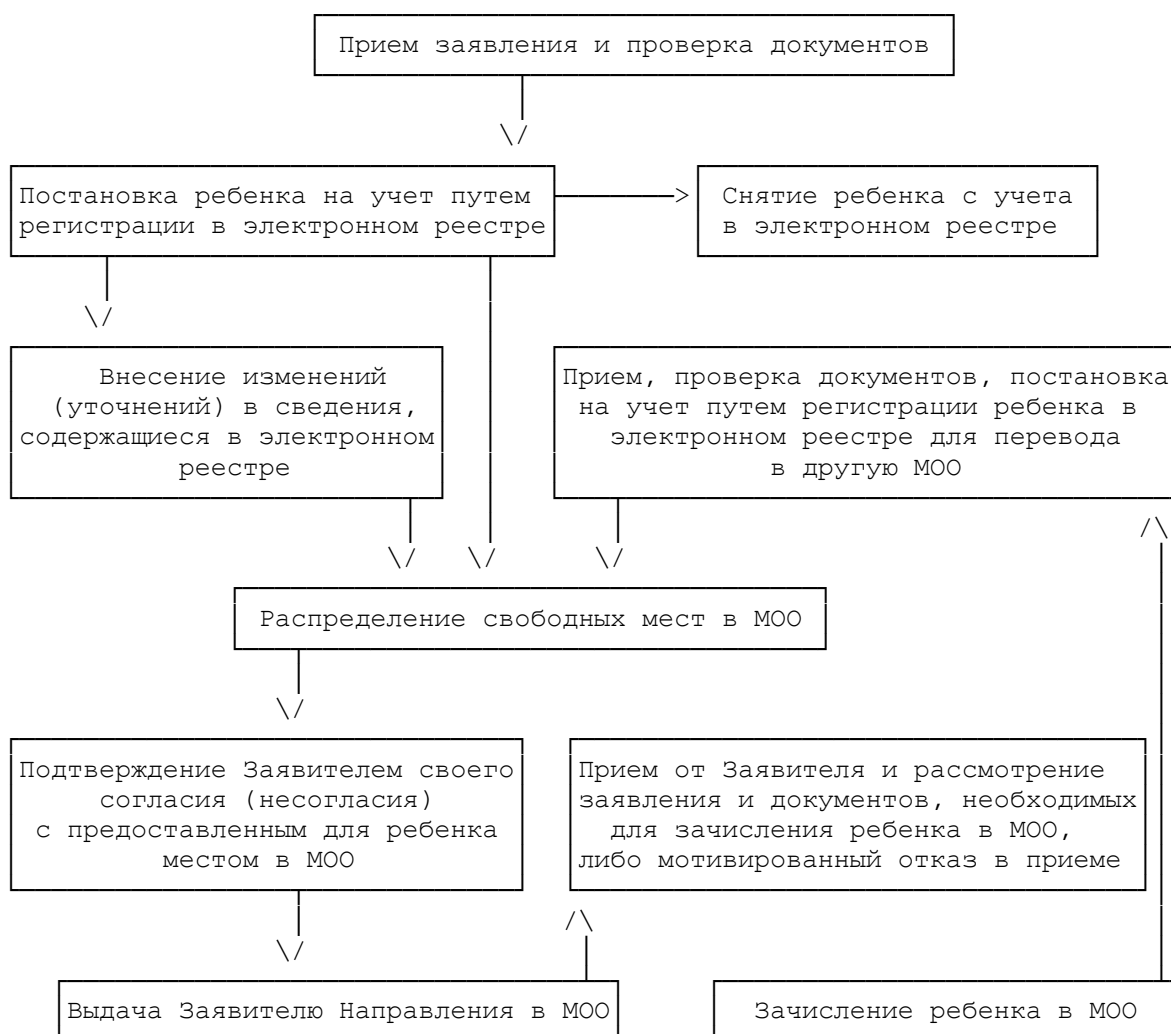 Прием заявления и проверка документов
Постановка ребенка на учет путем
регистрации в электронном реестре
Снятие ребенка с учета
в электронном реестре
Внесение изменений
(уточнений) в сведения,
содержащиеся в электронном
реестре
Прием, проверка документов, постановка
на учет путем регистрации ребенка в
электронном реестре для перевода
в другую МОО
Распределение свободных мест в МОО
Подтверждение Заявителем своего
согласия (несогласия)
с предоставленным для ребенка
местом в МОО
Прием от Заявителя и рассмотрение
заявления и документов, необходимых
для зачисления ребенка в МОО,
либо мотивированный отказ в приеме
Выдача Заявителю Направления в МОО
Зачисление ребенка в МОО